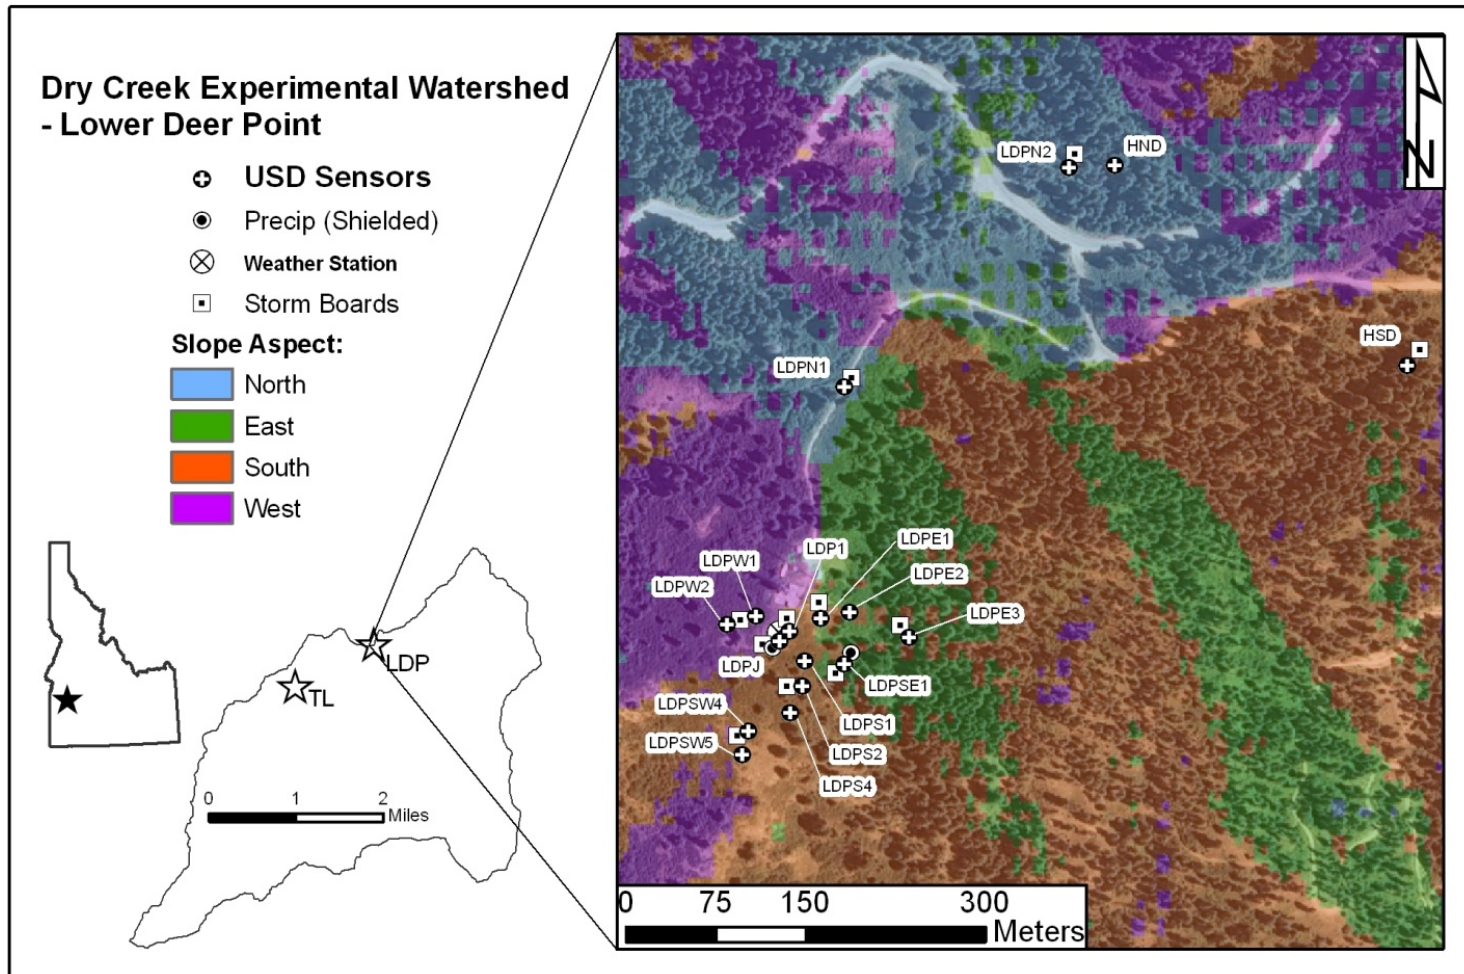 Dry Creek Experimental Watershed
- Lower Deer Point
USD Sensors
Precip (Shielded)
Weather Station
Storm Boards
Slope Aspect:
North
East
South
West
LDP
TL
0 1 2
Miles
N
LDPN2
HND
HSD
LDPN1
LDP1
LDPE1
LDPW1
LDPE2
LDPW2
LDPE3
LDPJ
LDPSE1
LDPSW4
LDPS1
LDPSW5
LDPS2
LDPS4
0 75 150 300
Meters